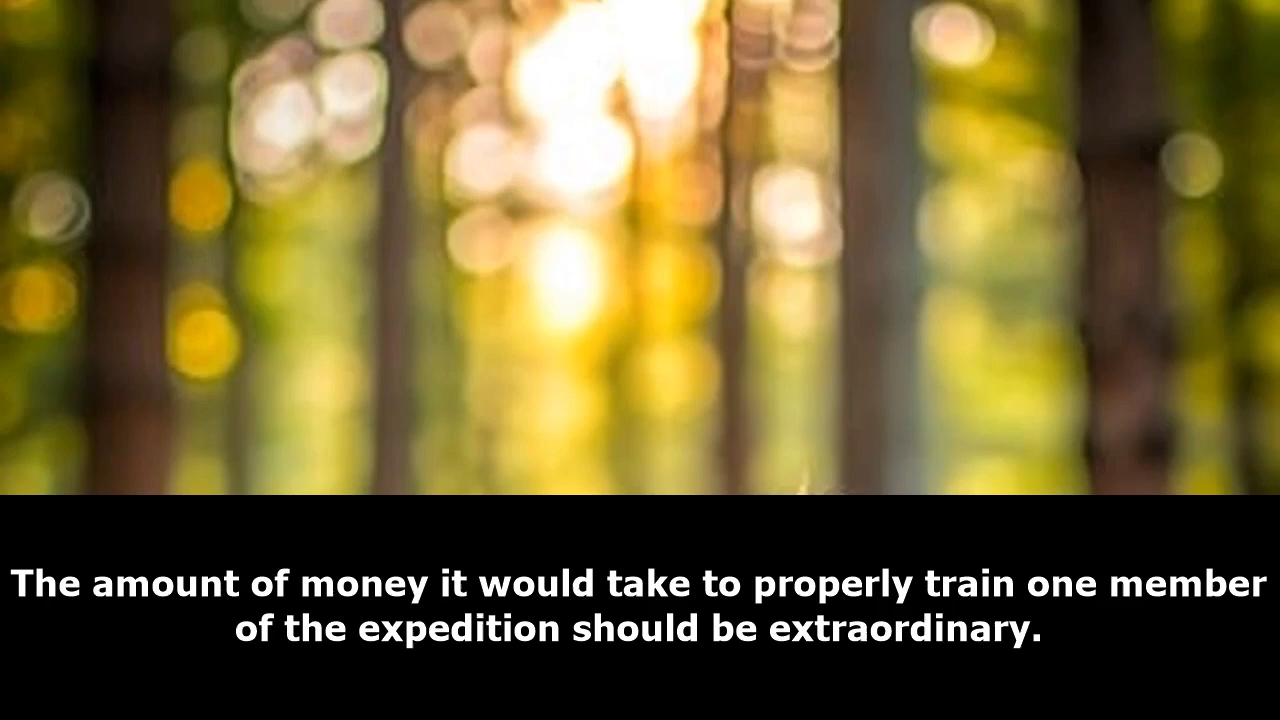 The amount of money it would take to properly train one member
of the expedition should be extraordinary.